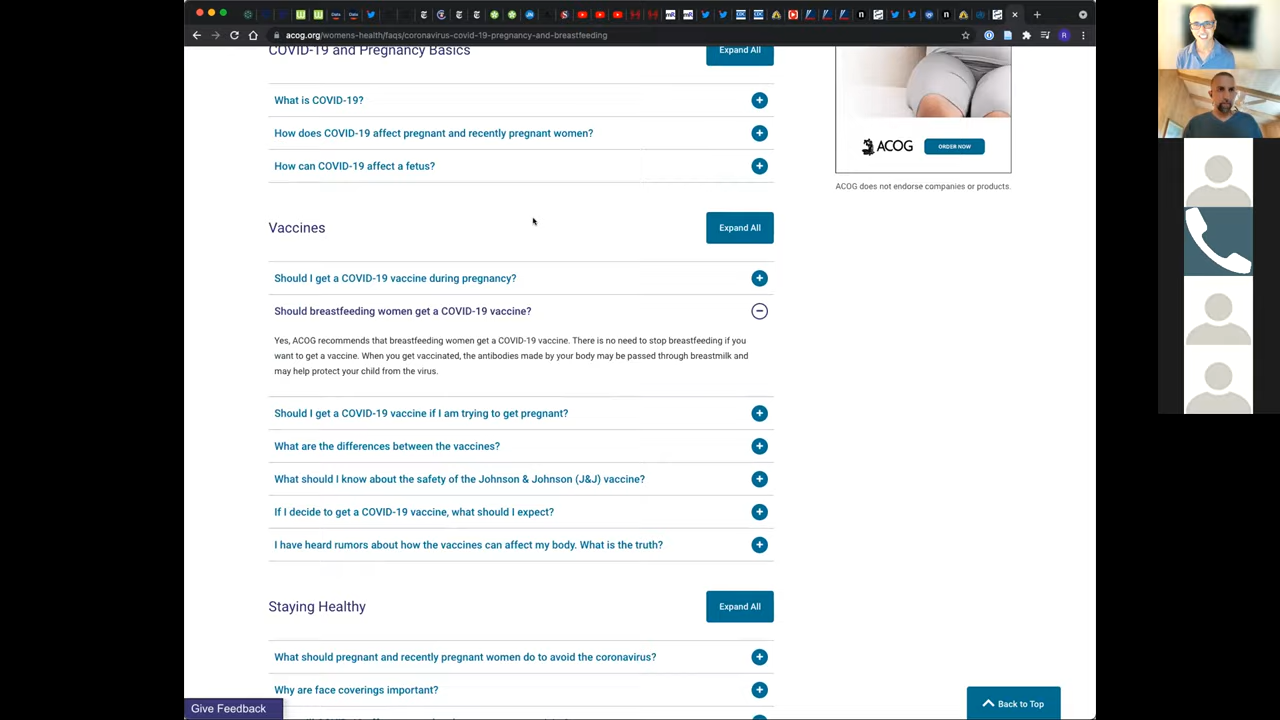 acog.org/womens-health/faqs/coronavirus-covid-19-pregnancy-and-breastfeeding
COVID-19 and Pregnancy Basics
Expand All
What is COVID-19?
How does COVID-19 affect pregnant and recently pregnant women?
How can COVID-19 affect a fetus?
ACOG
ORDER NOW
ACOG does not endorse companies or products.
Vaccines
Expand All
Should I get a COVID-19 vaccine during pregnancy?
Should breastfeeding women get a COVID-19 vaccine?
Yes, ACOG recommends that breastfeeding women get a COVID-19 vaccine. There is no need to stop breastfeeding if you
want to get a vaccine. When you get vaccinated, the antibodies made by your body may be passed through breastmilk and
may help protect your child from the virus.
Should I get a COVID-19 vaccine if I am trying to get pregnant?
What are the differences between the vaccines?
What should I know about the safety of the Johnson & Johnson (J&J) vaccine?
If I decide to get a COVID-19 vaccine, what should I expect?
I have heard rumors about how the vaccines can affect my body. What is the truth?
Staying Healthy
Expand All
What should pregnant and recently pregnant women do to avoid the coronavirus?
Why are face coverings important?
Give Feedback
Back to Top